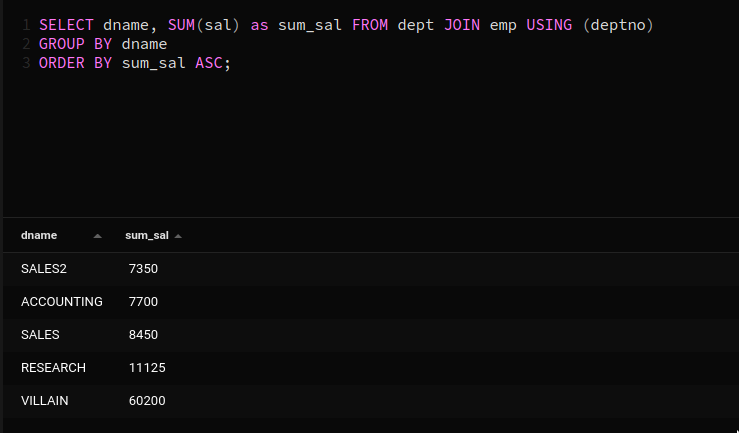 1 SELECT dname, SUM(sal) as sum_sal FROM dept JOIN emp USING (deptno)
2 GROUP BY dname
3 ORDER BY sum_sal ASC;
dname sum_sal
SALES2 7350
ACCOUNTING 7700
SALES 8450
RESEARCH 11125
VILLAIN 60200